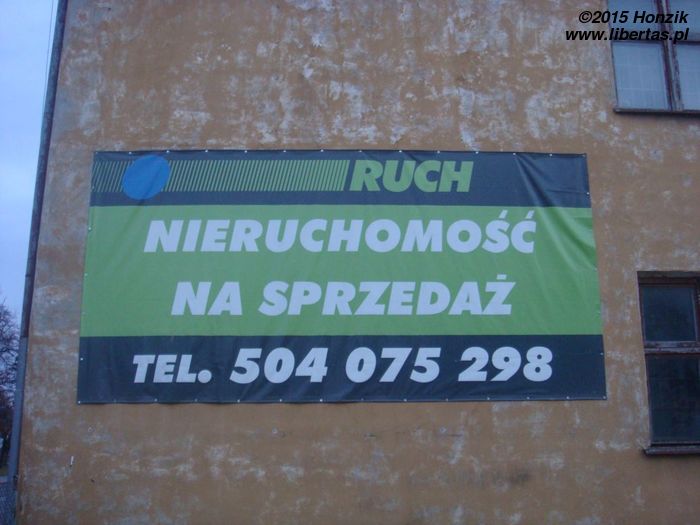 ©2015 Honzik
www.libertas.pl
RUCH
NIERUCHOMOŚĆ
NA SPRZEDAŻ
TEL. 504 075 298